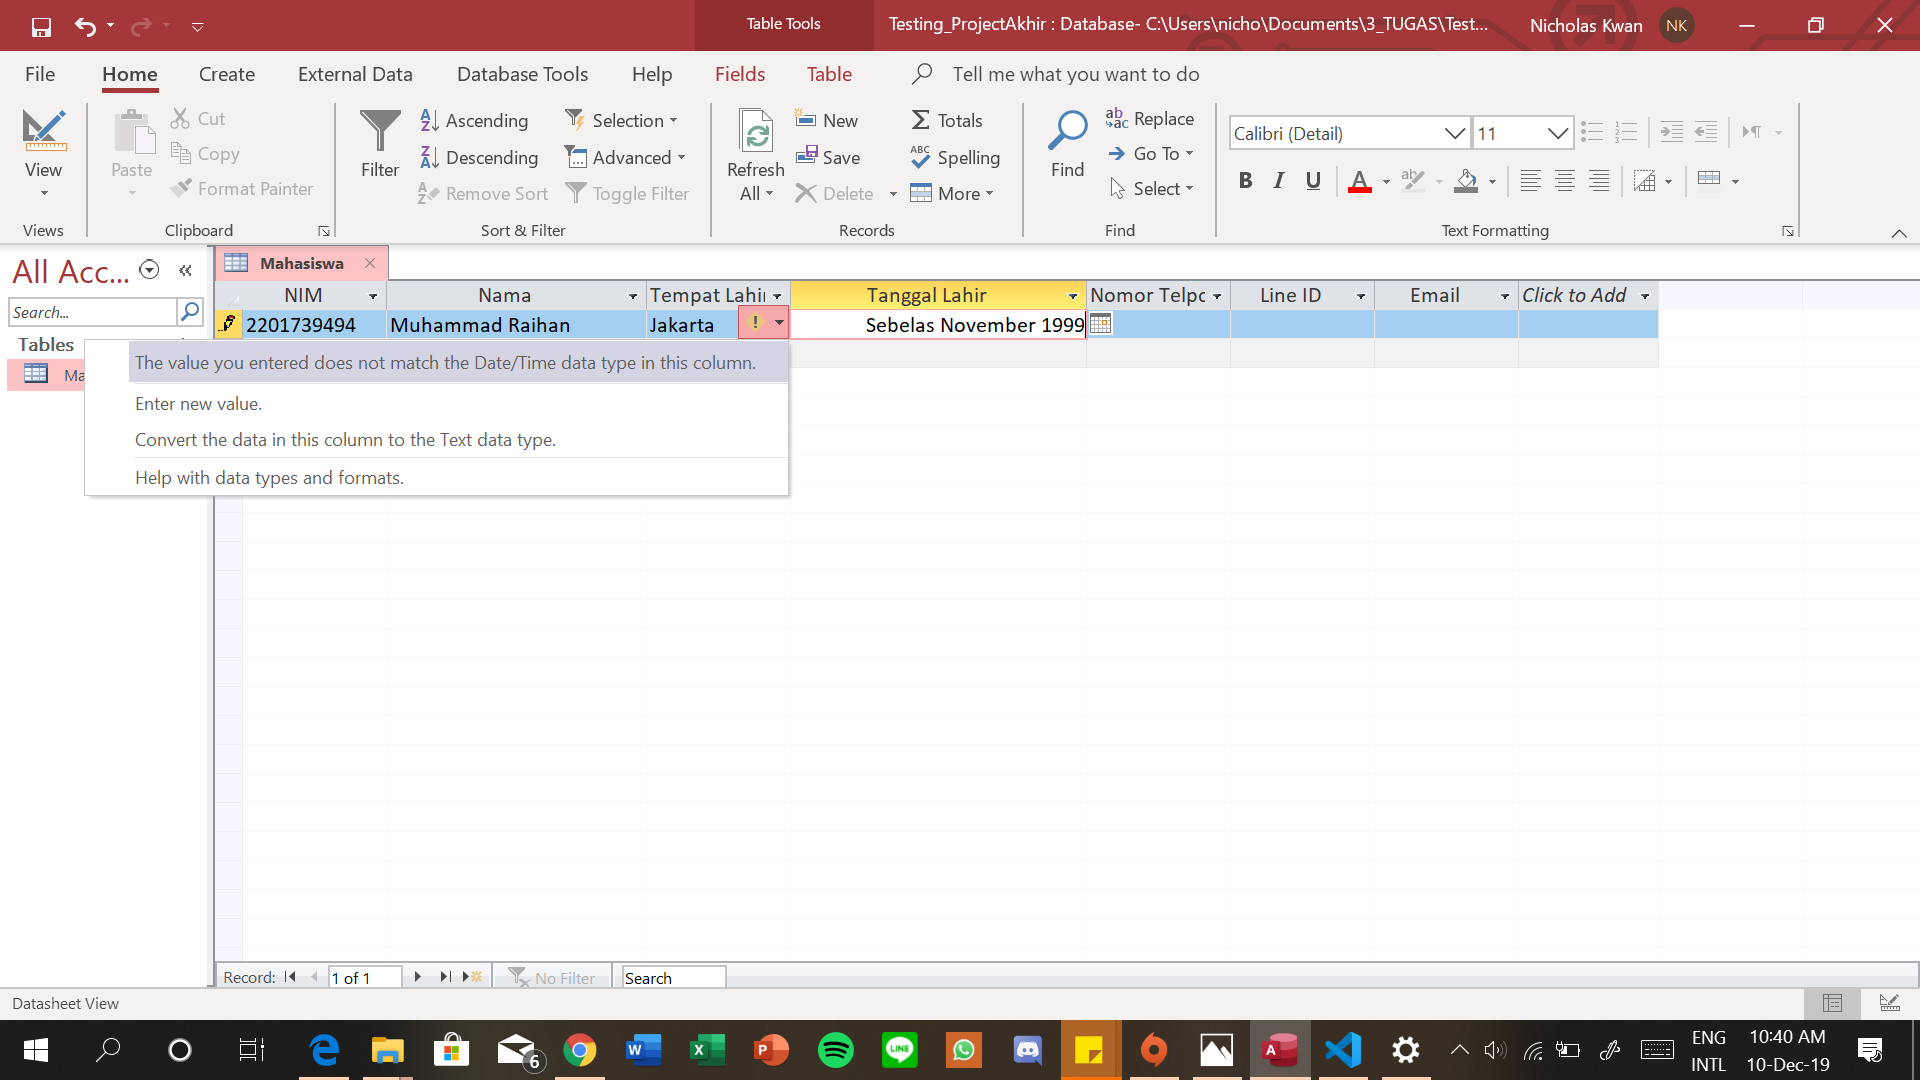 Table Tools
Testing_ProjectAkhir : Database- C:\Users\nicho\Documents\3_TUGAS\Test...
Nicholas Kwan
NK
File Home Create External Data Database Tools Help Fields Table Tell me what you want to do
View
Views
Paste
Cut
Copy
Format Painter
Clipboard
Filter
Ascending
Descending
Remove Sort
Selection
Advanced
Toggle Filter
Sort & Filter
Refresh
All
New
Save
Delete
Totals
Spelling
More
Records
Find
Replace
Go To
Select
Find
Calibri (Detail)
11
B I U A
Text Formatting
All Acc...
Search...
Tables
Ma
Mahasiswa
NIM Nama Tempat Lahir Tanggal Lahir Nomor Telpo Line ID Email Click to Add
2201739494 Muhammad Raihan Jakarta Sebelas November 1999
The value you entered does not match the Date/Time data type in this column.
Enter new value.
Convert the data in this column to the Text data type.
Help with data types and formats.
Record: 1 of 1 No Filter Search
Datasheet View
6
LINE
ENG
INTL
10:40 AM
10-Dec-19